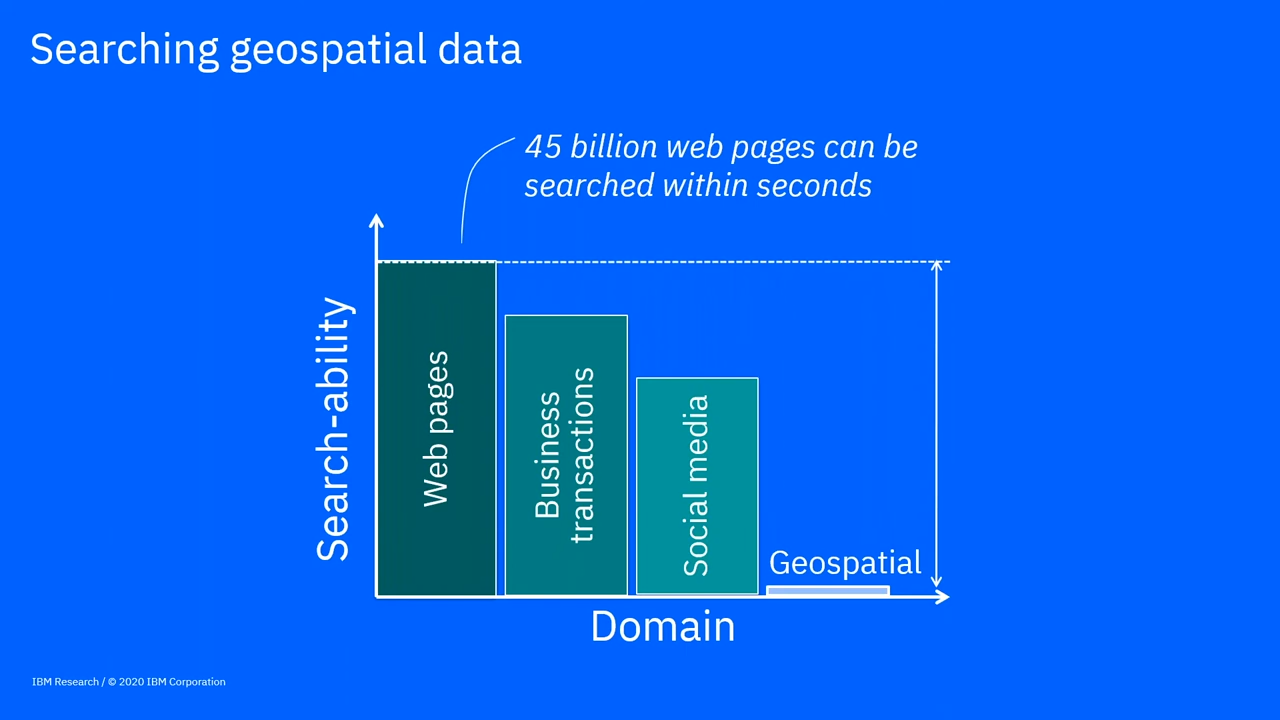 Searching geospatial data
45 billion web pages can be
searched within seconds
Search-ability
Web pages
Business
transactions
Social media
Geospatial
Domain
IBM Research / © 2020 IBM Corporation